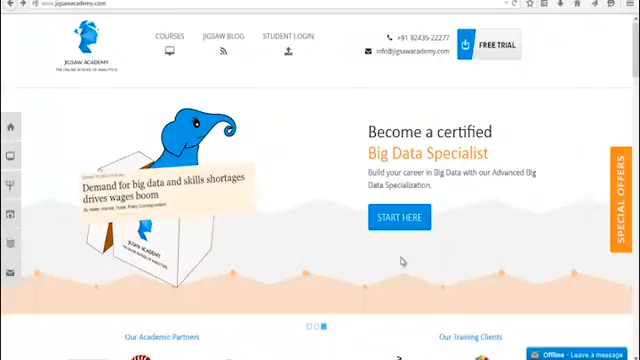 www.jigsawacademy.com
COURSES
JIGSAW BLOG
STUDENT LOGIN
+91 92435-22277
info@jigsawacademy.com
FREE TRIAL
JIGSAW ACADEMY
THE ONLINE SCHOOL OF ANALYTICS
Become a certified
Big Data Specialist
Build your career in Big Data with our Advanced Big
Data Specialization.
START HERE
Demand for big data and skills shortages
drives wages boom
JIGSAW ACADEMY
SPECIAL OFFERS
Our Academic Partners
Our Training Clients
Offline - Leave a message